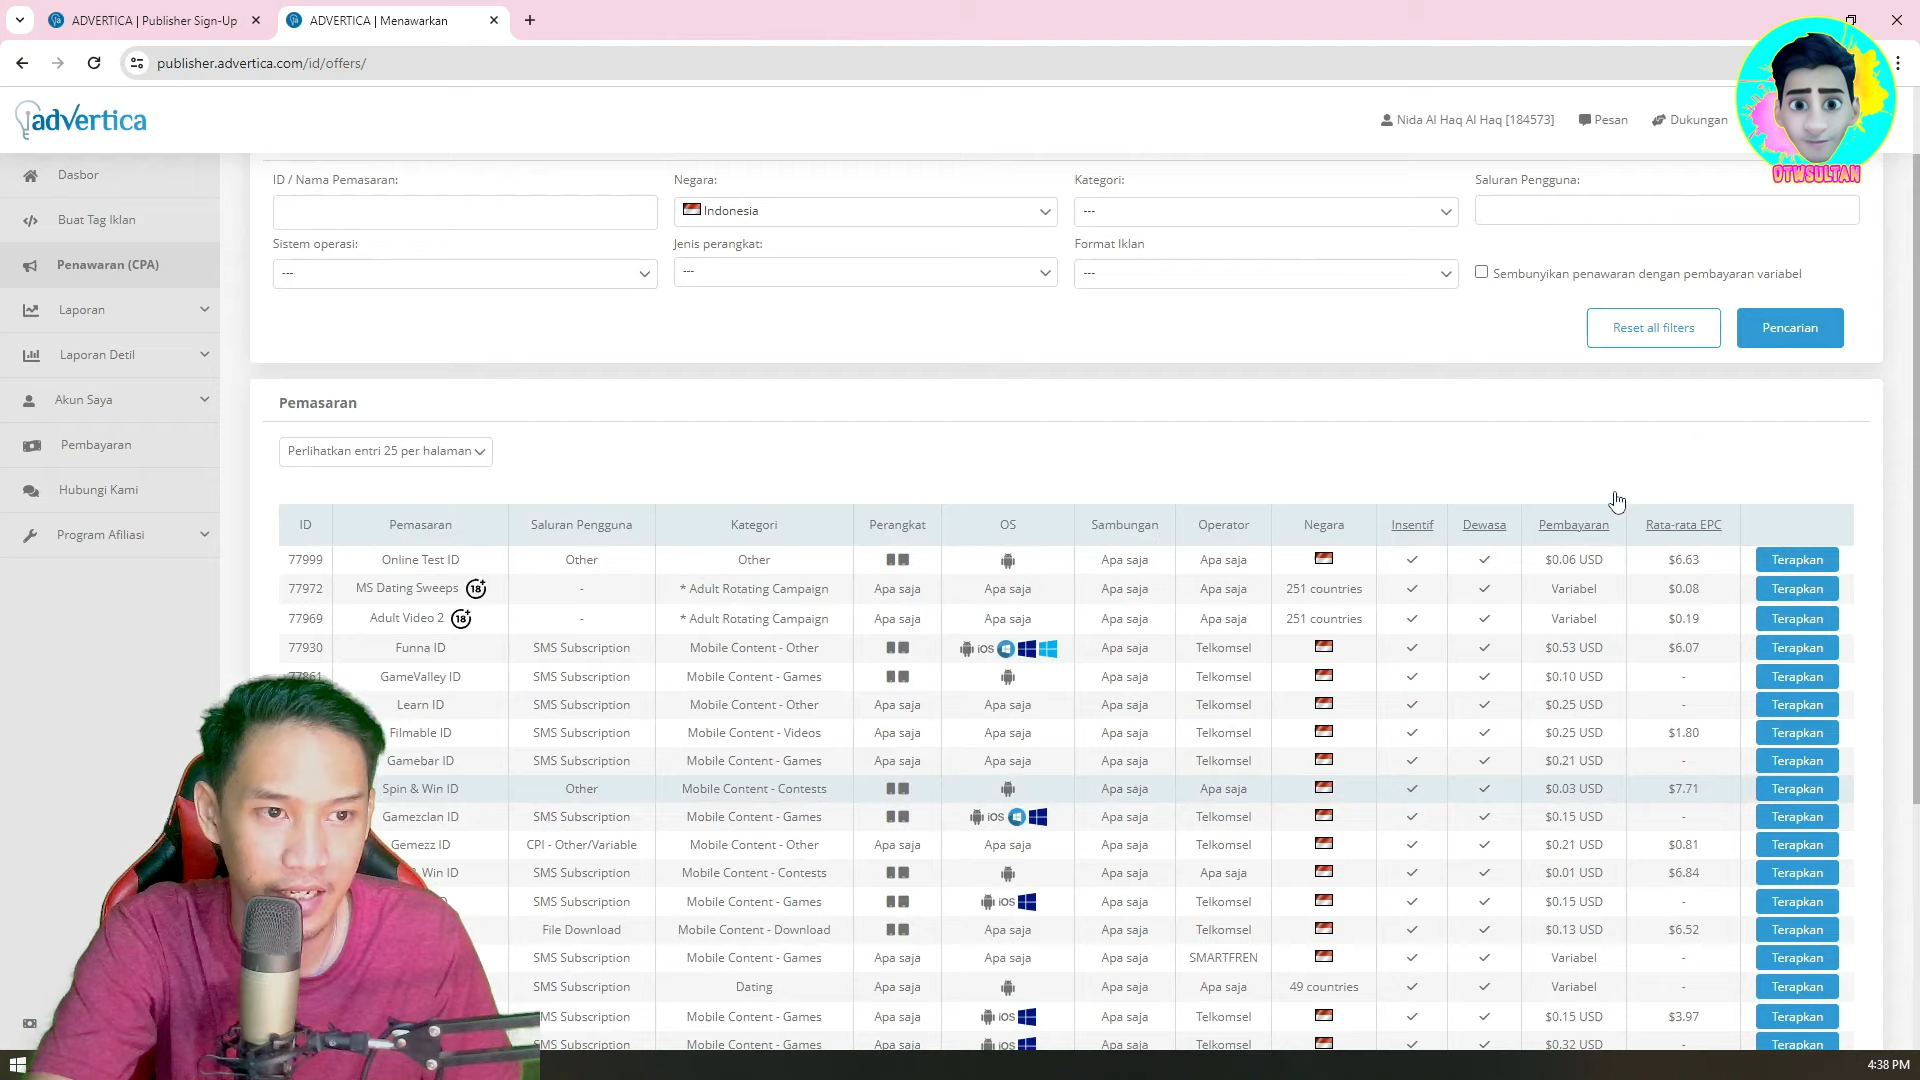 ADVERTICA | Publisher Sign-Up
ADVERTICA | Menawarkan
publisher.advertica.com/id/offers/
advertica
Nida Al Haq Al Haq [184573] Pesan Dukungan
OTWSULTAN
Dasbor
Buat Tag Iklan
Penawaran (CPA)
Laporan
Laporan Detil
Akun Saya
Pembayaran
Hubungi Kami
Program Afiliasi
ID / Nama Pemasaran: Negara: Kategori: Saluran Pengguna:
Indonesia ---
Sistem operasi: Jenis perangkat: Format Iklan
--- --- --- Sembunyikan penawaran dengan pembayaran variabel
Reset all filters Pencarian
Pemasaran
Perlihatkan entri 25 per halaman
ID Pemasaran Saluran Pengguna Kategori Perangkat OS Sambungan Operator Negara Insentif Dewasa Pembayaran Rata-rata EPC
77999 Online Test ID Other Other Apa saja Apa saja $0.06 USD $6.63 Terapkan
77972 MS Dating Sweeps 18+ - * Adult Rotating Campaign Apa saja Apa saja Apa saja Apa saja 251 countries Variabel $0.08 Terapkan
77969 Adult Video 2 18+ - * Adult Rotating Campaign Apa saja Apa saja Apa saja Apa saja 251 countries Variabel $0.19 Terapkan
77930 Funna ID SMS Subscription Mobile Content - Other iOS Apa saja Telkomsel $0.53 USD $6.07 Terapkan
77861 GameValley ID SMS Subscription Mobile Content - Games Apa saja Telkomsel $0.10 USD - Terapkan
Learn ID SMS Subscription Mobile Content - Other Apa saja Apa saja Apa saja Telkomsel $0.25 USD - Terapkan
Filmable ID SMS Subscription Mobile Content - Videos Apa saja Apa saja Apa saja Telkomsel $0.25 USD $1.80 Terapkan
Gamebar ID SMS Subscription Mobile Content - Games Apa saja Apa saja Apa saja Telkomsel $0.21 USD - Terapkan
Spin & Win ID Other Mobile Content - Contests Apa saja Apa saja $0.03 USD $7.71 Terapkan
Gamezclan ID SMS Subscription Mobile Content - Games iOS Apa saja Telkomsel $0.15 USD - Terapkan
Gemezz ID CPI - Other/Variable Mobile Content - Other Apa saja Apa saja Apa saja Telkomsel $0.21 USD $0.81 Terapkan
Win ID SMS Subscription Mobile Content - Contests Apa saja Apa saja $0.01 USD $6.84 Terapkan
SMS Subscription Mobile Content - Games iOS Apa saja Telkomsel $0.15 USD - Terapkan
File Download Mobile Content - Download Apa saja Apa saja Telkomsel $0.13 USD $6.52 Terapkan
SMS Subscription Mobile Content - Games Apa saja Apa saja Apa saja SMARTFREN Variabel - Terapkan
SMS Subscription Dating Apa saja Apa saja Apa saja 49 countries Variabel - Terapkan
SMS Subscription Mobile Content - Games Apa saja iOS Apa saja Telkomsel $0.15 USD $3.97 Terapkan
SMS Subscription Mobile Content - Games Apa saja iOS Apa saja Telkomsel $0.32 USD - Terapkan
4:38 PM